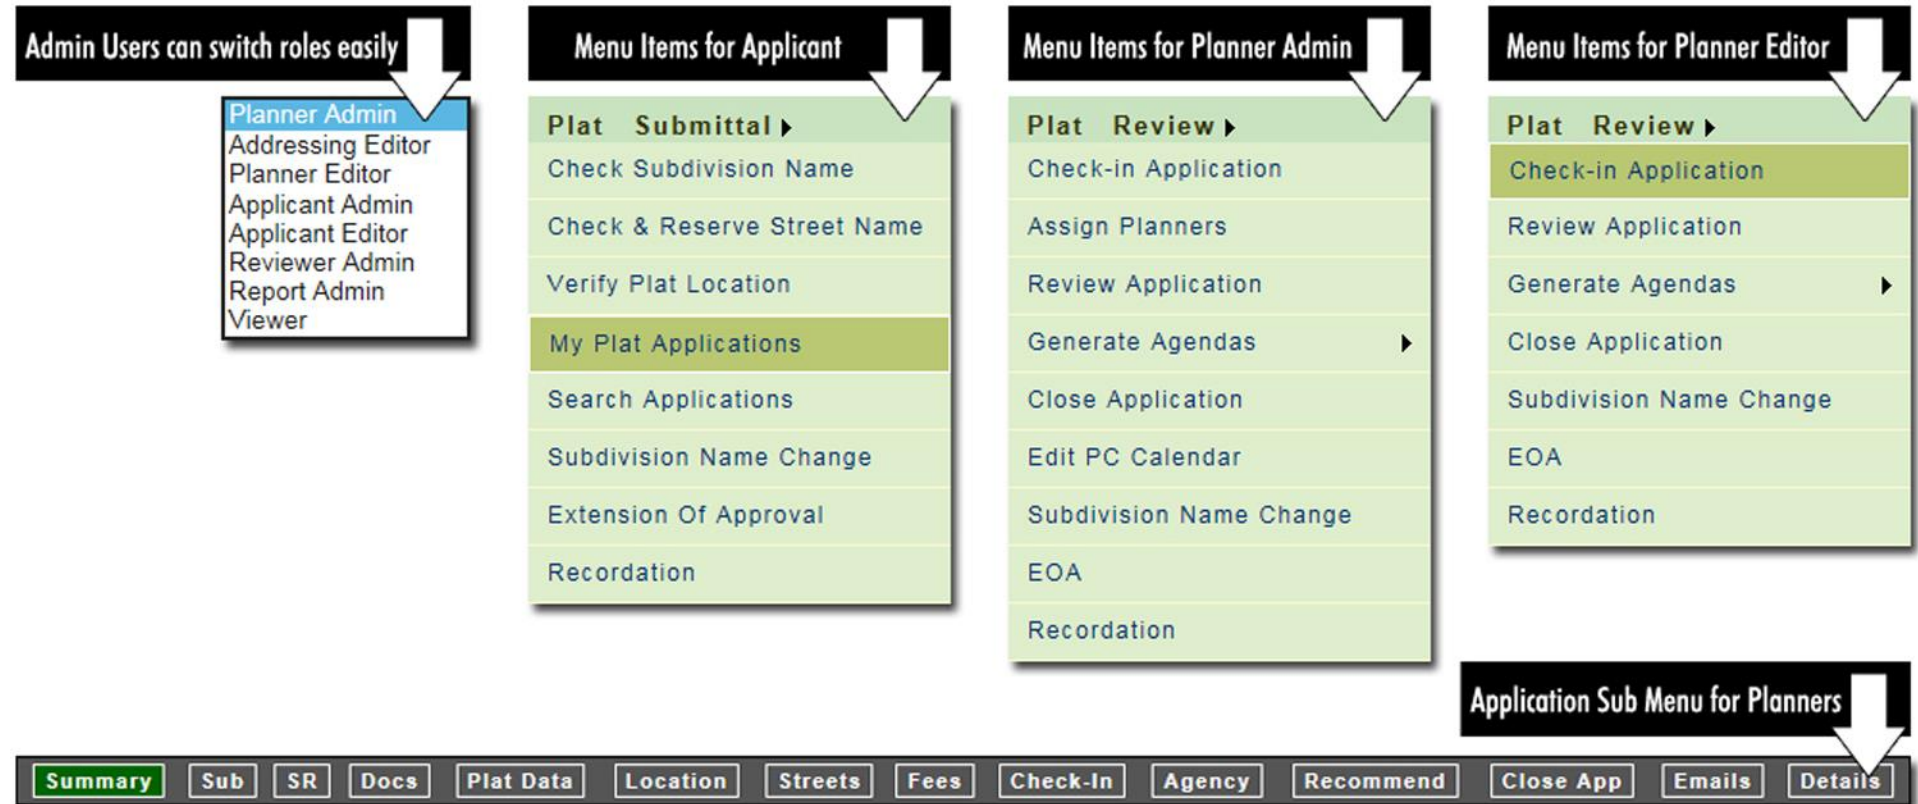 Admin Users can switch roles easily
Planner Admin
Addressing Editor
Planner Editor
Applicant Admin
Applicant Editor
Reviewer Admin
Report Admin
Viewer
Menu Items for Applicant
Plat Submittal
Check Subdivision Name
Check & Reserve Street Name
Verify Plat Location
My Plat Applications
Search Applications
Subdivision Name Change
Extension Of Approval
Recordation
Menu Items for Planner Admin
Plat Review
Check-in Application
Assign Planners
Review Application
Generate Agendas
Close Application
Edit PC Calendar
Subdivision Name Change
EOA
Recordation
Menu Items for Planner Editor
Plat Review
Check-in Application
Review Application
Generate Agendas
Close Application
Subdivision Name Change
EOA
Recordation
Application Sub Menu for Planners
Summary Sub SR Docs Plat Data Location Streets Fees Check-In Agency Recommend Close App Emails Details